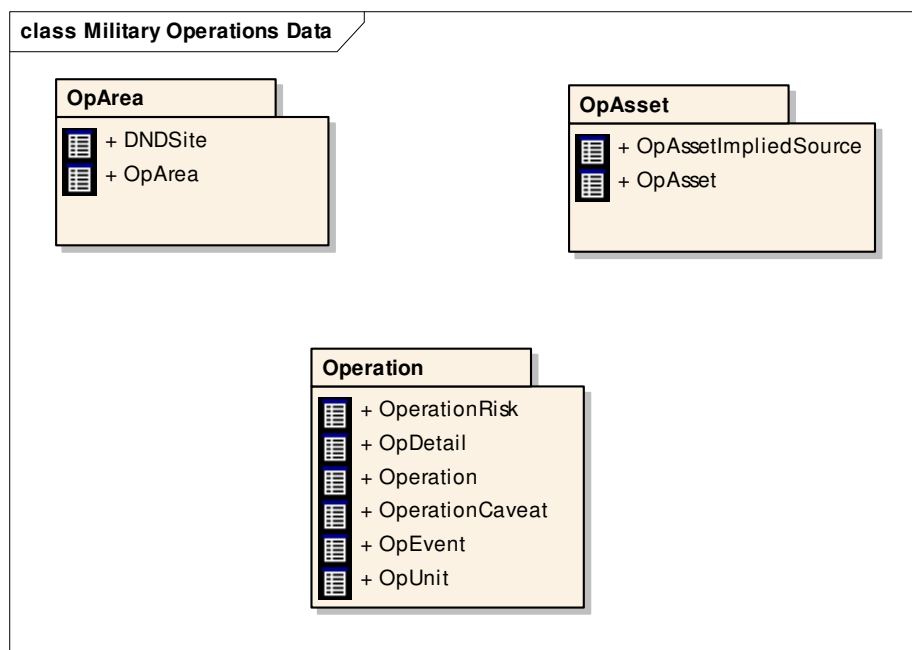 class Military Operations Data
OpArea
+ DNDSite
+ OpArea
OpAsset
+ OpAssetImpliedSource
+ OpAsset
Operation
+ OperationRisk
+ OpDetail
+ Operation
+ OperationCaveat
+ OpEvent
+ OpUnit